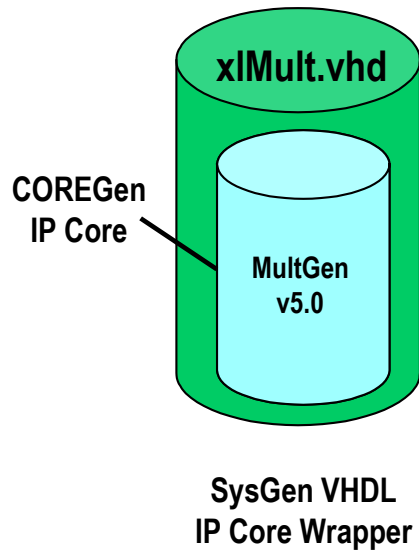 xlMult.vhd
COREGen
IP Core
MultGen
v5.0
SysGen VHDL
IP Core Wrapper